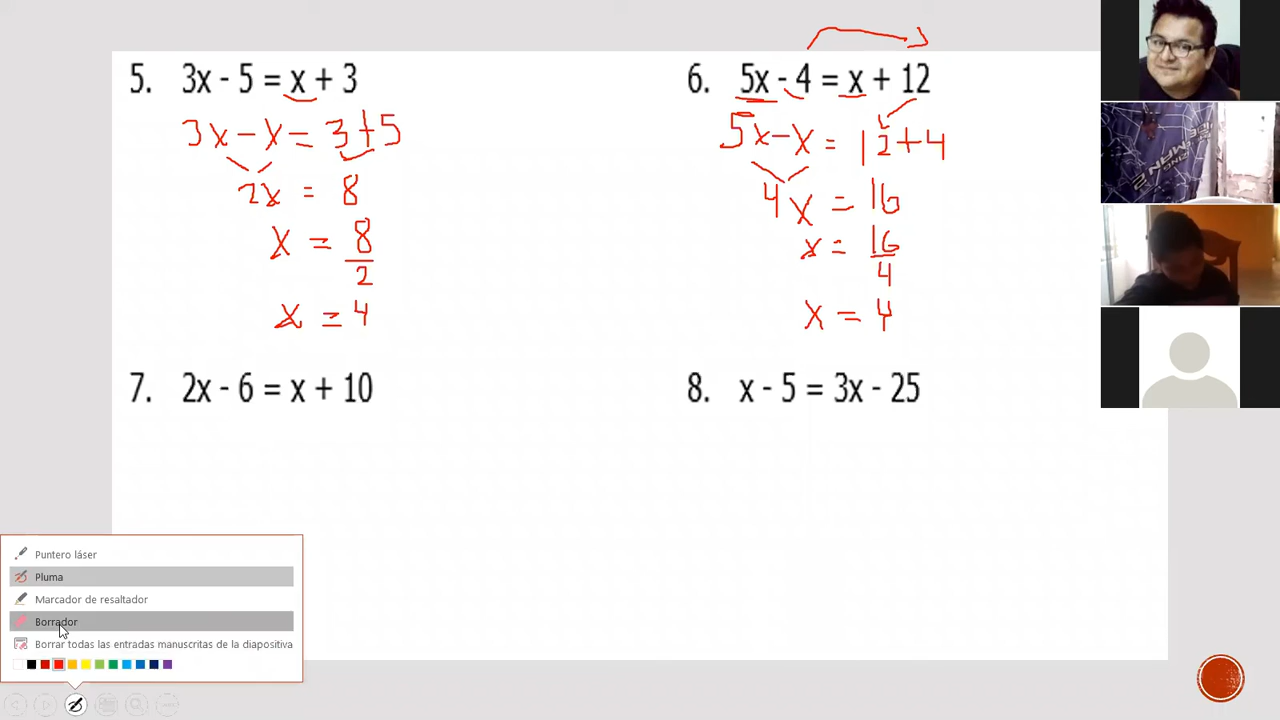 5. 3x - 5 = x + 3
3x - x = 3 + 5
2x = 8
x = 8/2
x = 4
6. 5x - 4 = x + 12
5x - x = 12 + 4
4x = 16
x = 16/4
x = 4
7. 2x - 6 = x + 10
8. x - 5 = 3x - 25
Puntero láser
Pluma
Marcador de resaltador
Borrador
Borrar todas las entradas manuscritas de la diapositiva